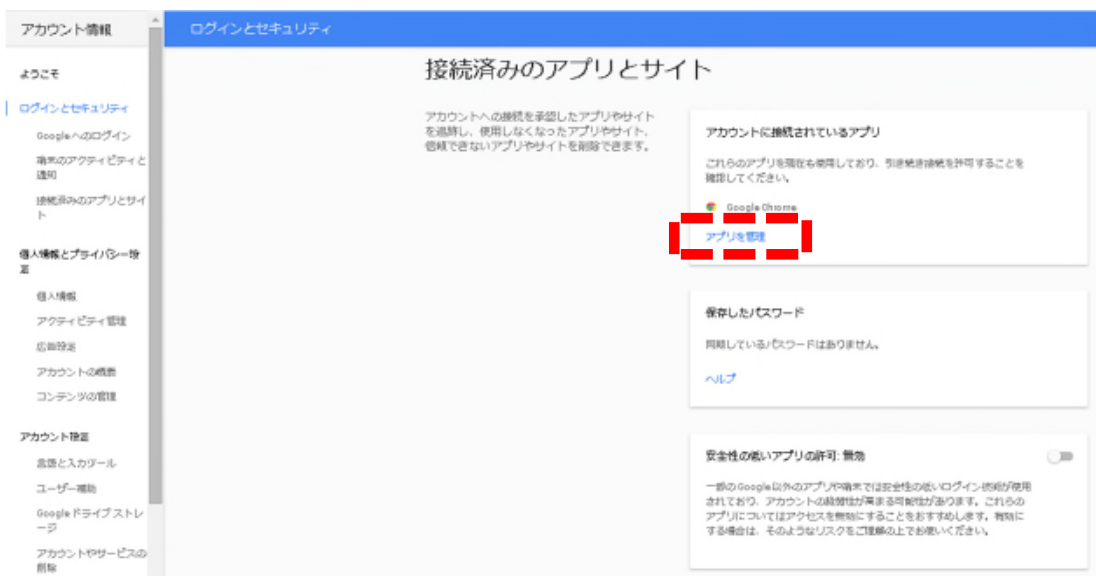 アカウント情報
ログインとセキュリティ
ようこそ
ログインとセキュリティ
Googleへのログイン
端末のアクティビティと
通知
接続済みのアプリとサイ
ト
個人情報とプライバシー設
定
個人情報
アクティビティ管理
広告設定
アカウントの概要
コンテンツの管理
アカウント設定
言語と入力ツール
ユーザー補助
Googleドライブ ストレ
ージ
アカウントやサービスの
削除
接続済みのアプリとサイト
アカウントへの接続を承認したアプリやサイト
を追跡し、使用しなくなったアプリやサイト、
信頼できないアプリやサイトを削除できます。
アカウントに接続されているアプリ
これらのアプリを現在も使用しており、引き続き接続を許可することを
確認してください。
Google Chrome
アプリを管理
保存したパスワード
同期しているパスワードはありません。
ヘルプ
安全性の低いアプリの許可: 無効
一部のGoogle以外のアプリや端末では安全性の低いログイン技術が使用
されており、アカウントの脆弱性が高まる可能性があります。これらの
アプリについてはアクセスを無効にすることをおすすめします。有効に
する場合は、そのようなリスクをご理解の上でお使いください。